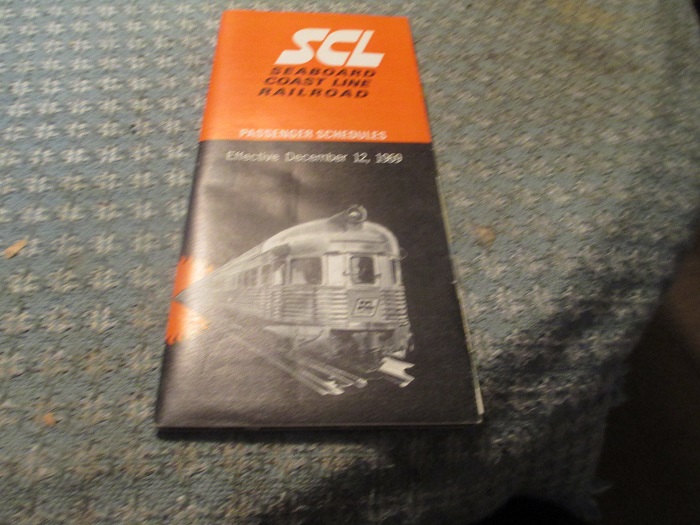 SCL
SEABOARD
COAST LINE
RAILROAD
PASSENGER SCHEDULES
Effective December 12, 1969